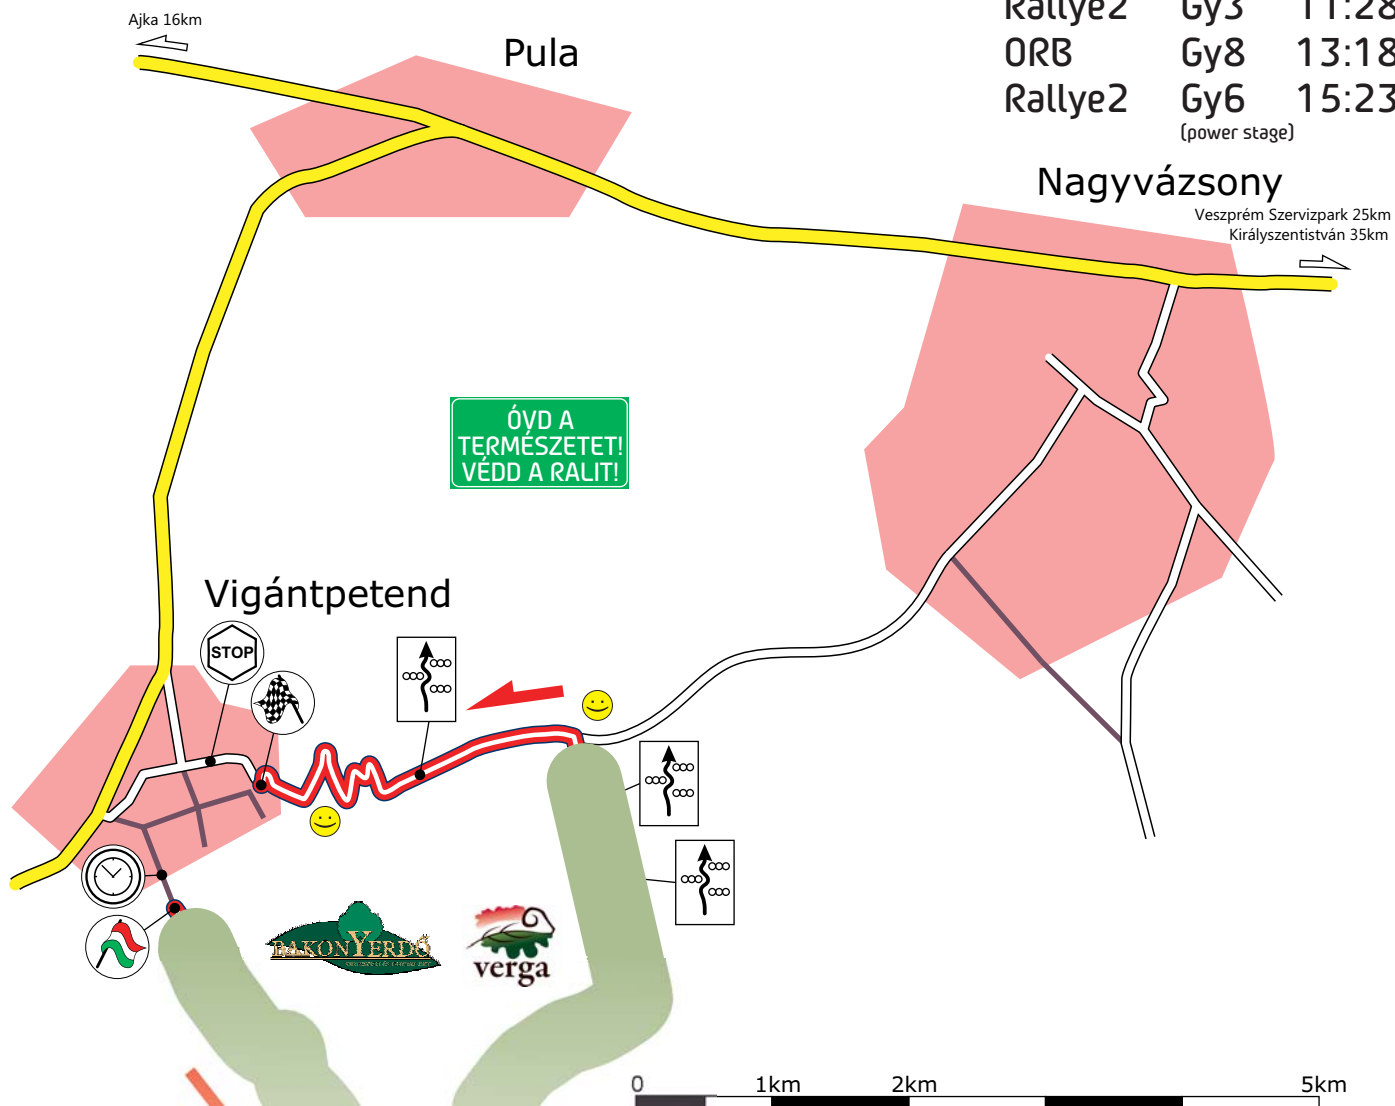 Ajka 16km
Pula
Rallye2 Gy3 11:28
ORB Gy8 13:18
Rallye2 Gy6 15:23
(power stage)
Nagyvázsony
Veszprém Szervizpark 25km
Királyszentistván 35km
ÓVD A
TERMÉSZETET!
VÉDD A RALIT!
Vigántpetend
STOP
BAKONYERDŐ
verga
0 1km 2km 5km